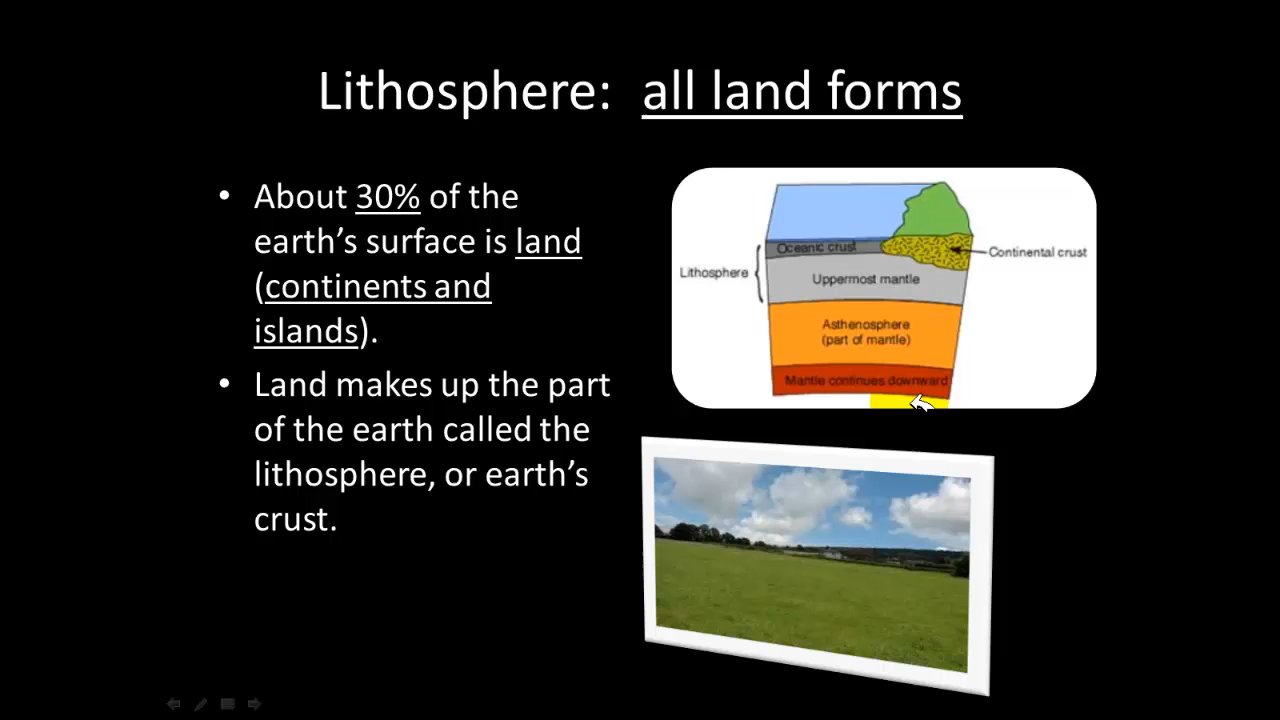 Lithosphere: all land forms
• About 30% of the
earth’s surface is land
(continents and
islands).
• Land makes up the part
of the earth called the
lithosphere, or earth’s
crust.
Oceanic crust
Continental crust
Lithosphere
Uppermost mantle
Asthenosphere
(part of mantle)
Mantle continues downward